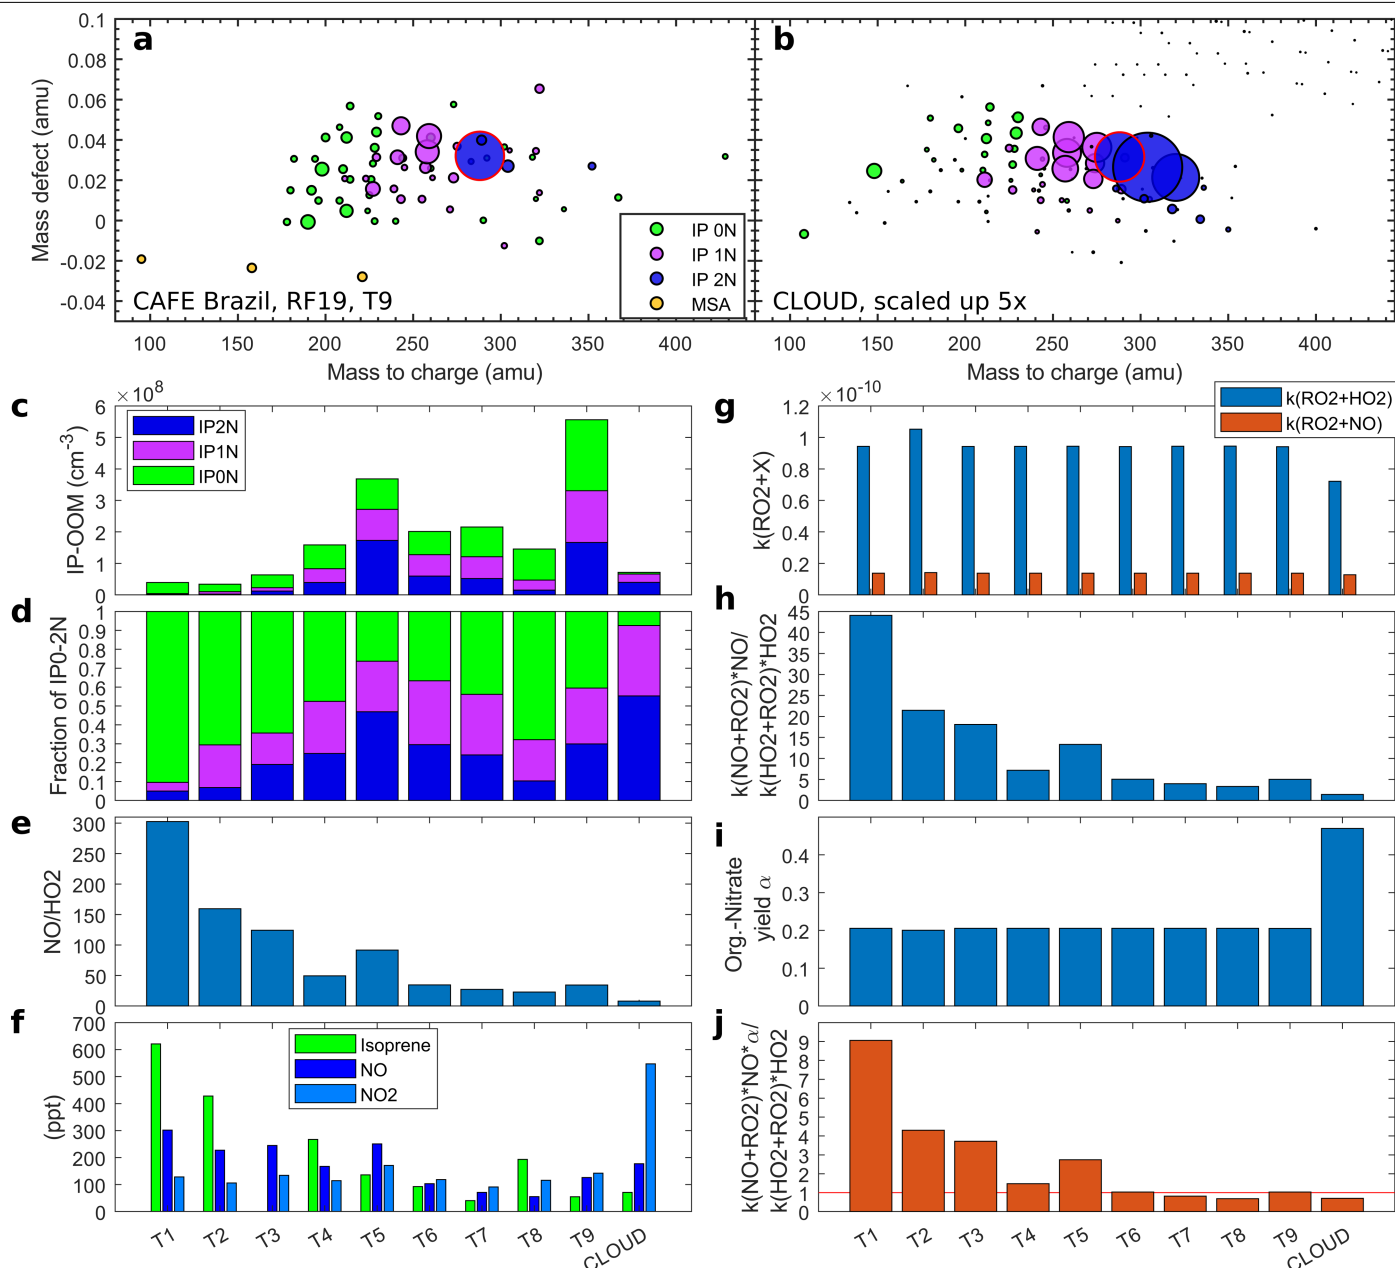 a
0.1
0.08
0.06
0.04
0.02
0
-0.02
-0.04
Mass defect (amu)
CAFE Brazil, RF19, T9
IP 0N
IP 1N
IP 2N
MSA
100
150
200
250
300
350
400
Mass to charge (amu)
b
CLOUD, scaled up 5x
100
150
200
250
300
350
400
Mass to charge (amu)
c
×10⁸
6
5
4
3
2
1
0
IP-OOM (cm⁻³)
IP2N
IP1N
IP0N
d
1
0.9
0.8
0.7
0.6
0.5
0.4
0.3
0.2
0.1
0
Fraction of IP0-2N
e
300
250
200
150
100
50
0
NO/HO2
f
700
600
500
400
300
200
100
0
(ppt)
Isoprene
NO
NO2
T1
T2
T3
T4
T5
T6
T7
T8
T9
CLOUD
g
×10⁻¹⁰
1.2
1
0.8
0.6
0.4
0.2
0
k(RO2+X)
k(RO2+HO2)
k(RO2+NO)
h
45
40
35
30
25
20
15
10
5
0
k(NO+RO2)*NO/
k(HO2+RO2)*HO2
i
0.4
0.3
0.2
0.1
0
Org.-Nitrate
yield α
j
9
8
7
6
5
4
3
2
1
0
k(NO+RO2)*NO*α/
k(HO2+RO2)*HO2
T1
T2
T3
T4
T5
T6
T7
T8
T9
CLOUD